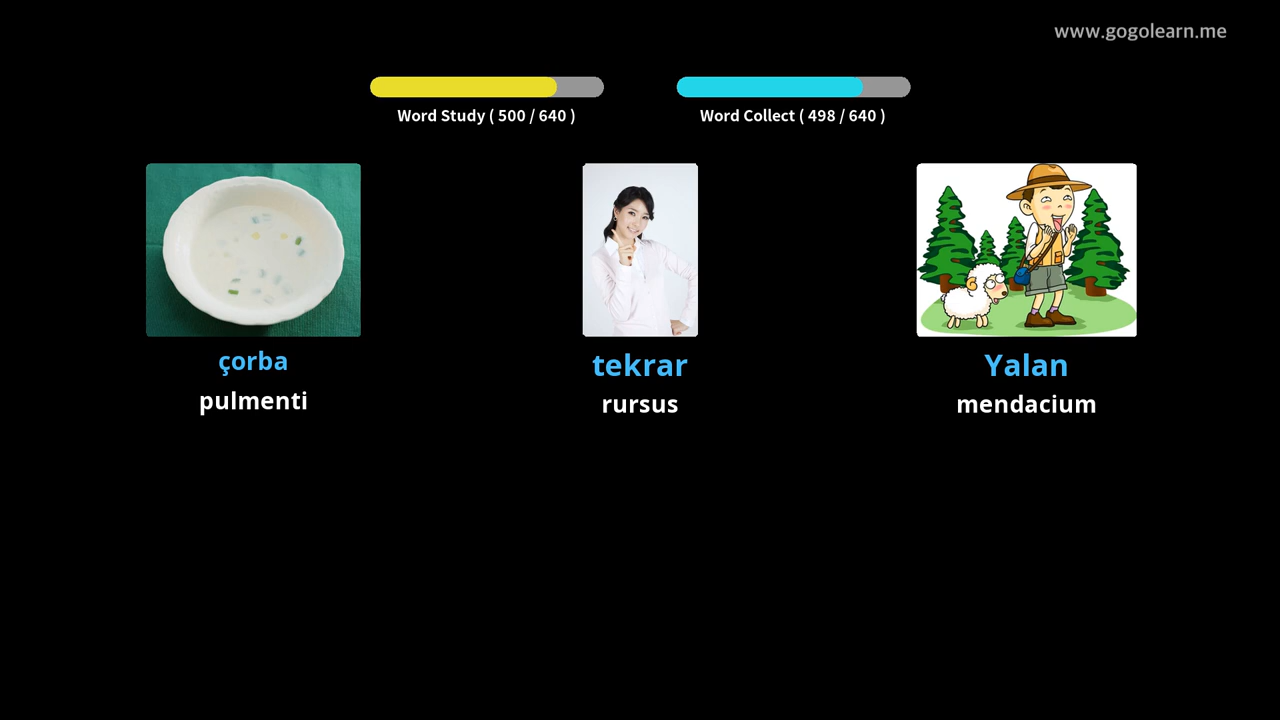 www.gogolearn.me
Word Study ( 500 / 640 )
Word Collect ( 498 / 640 )
çorba
pulmenti
tekrar
rursus
Yalan
mendacium